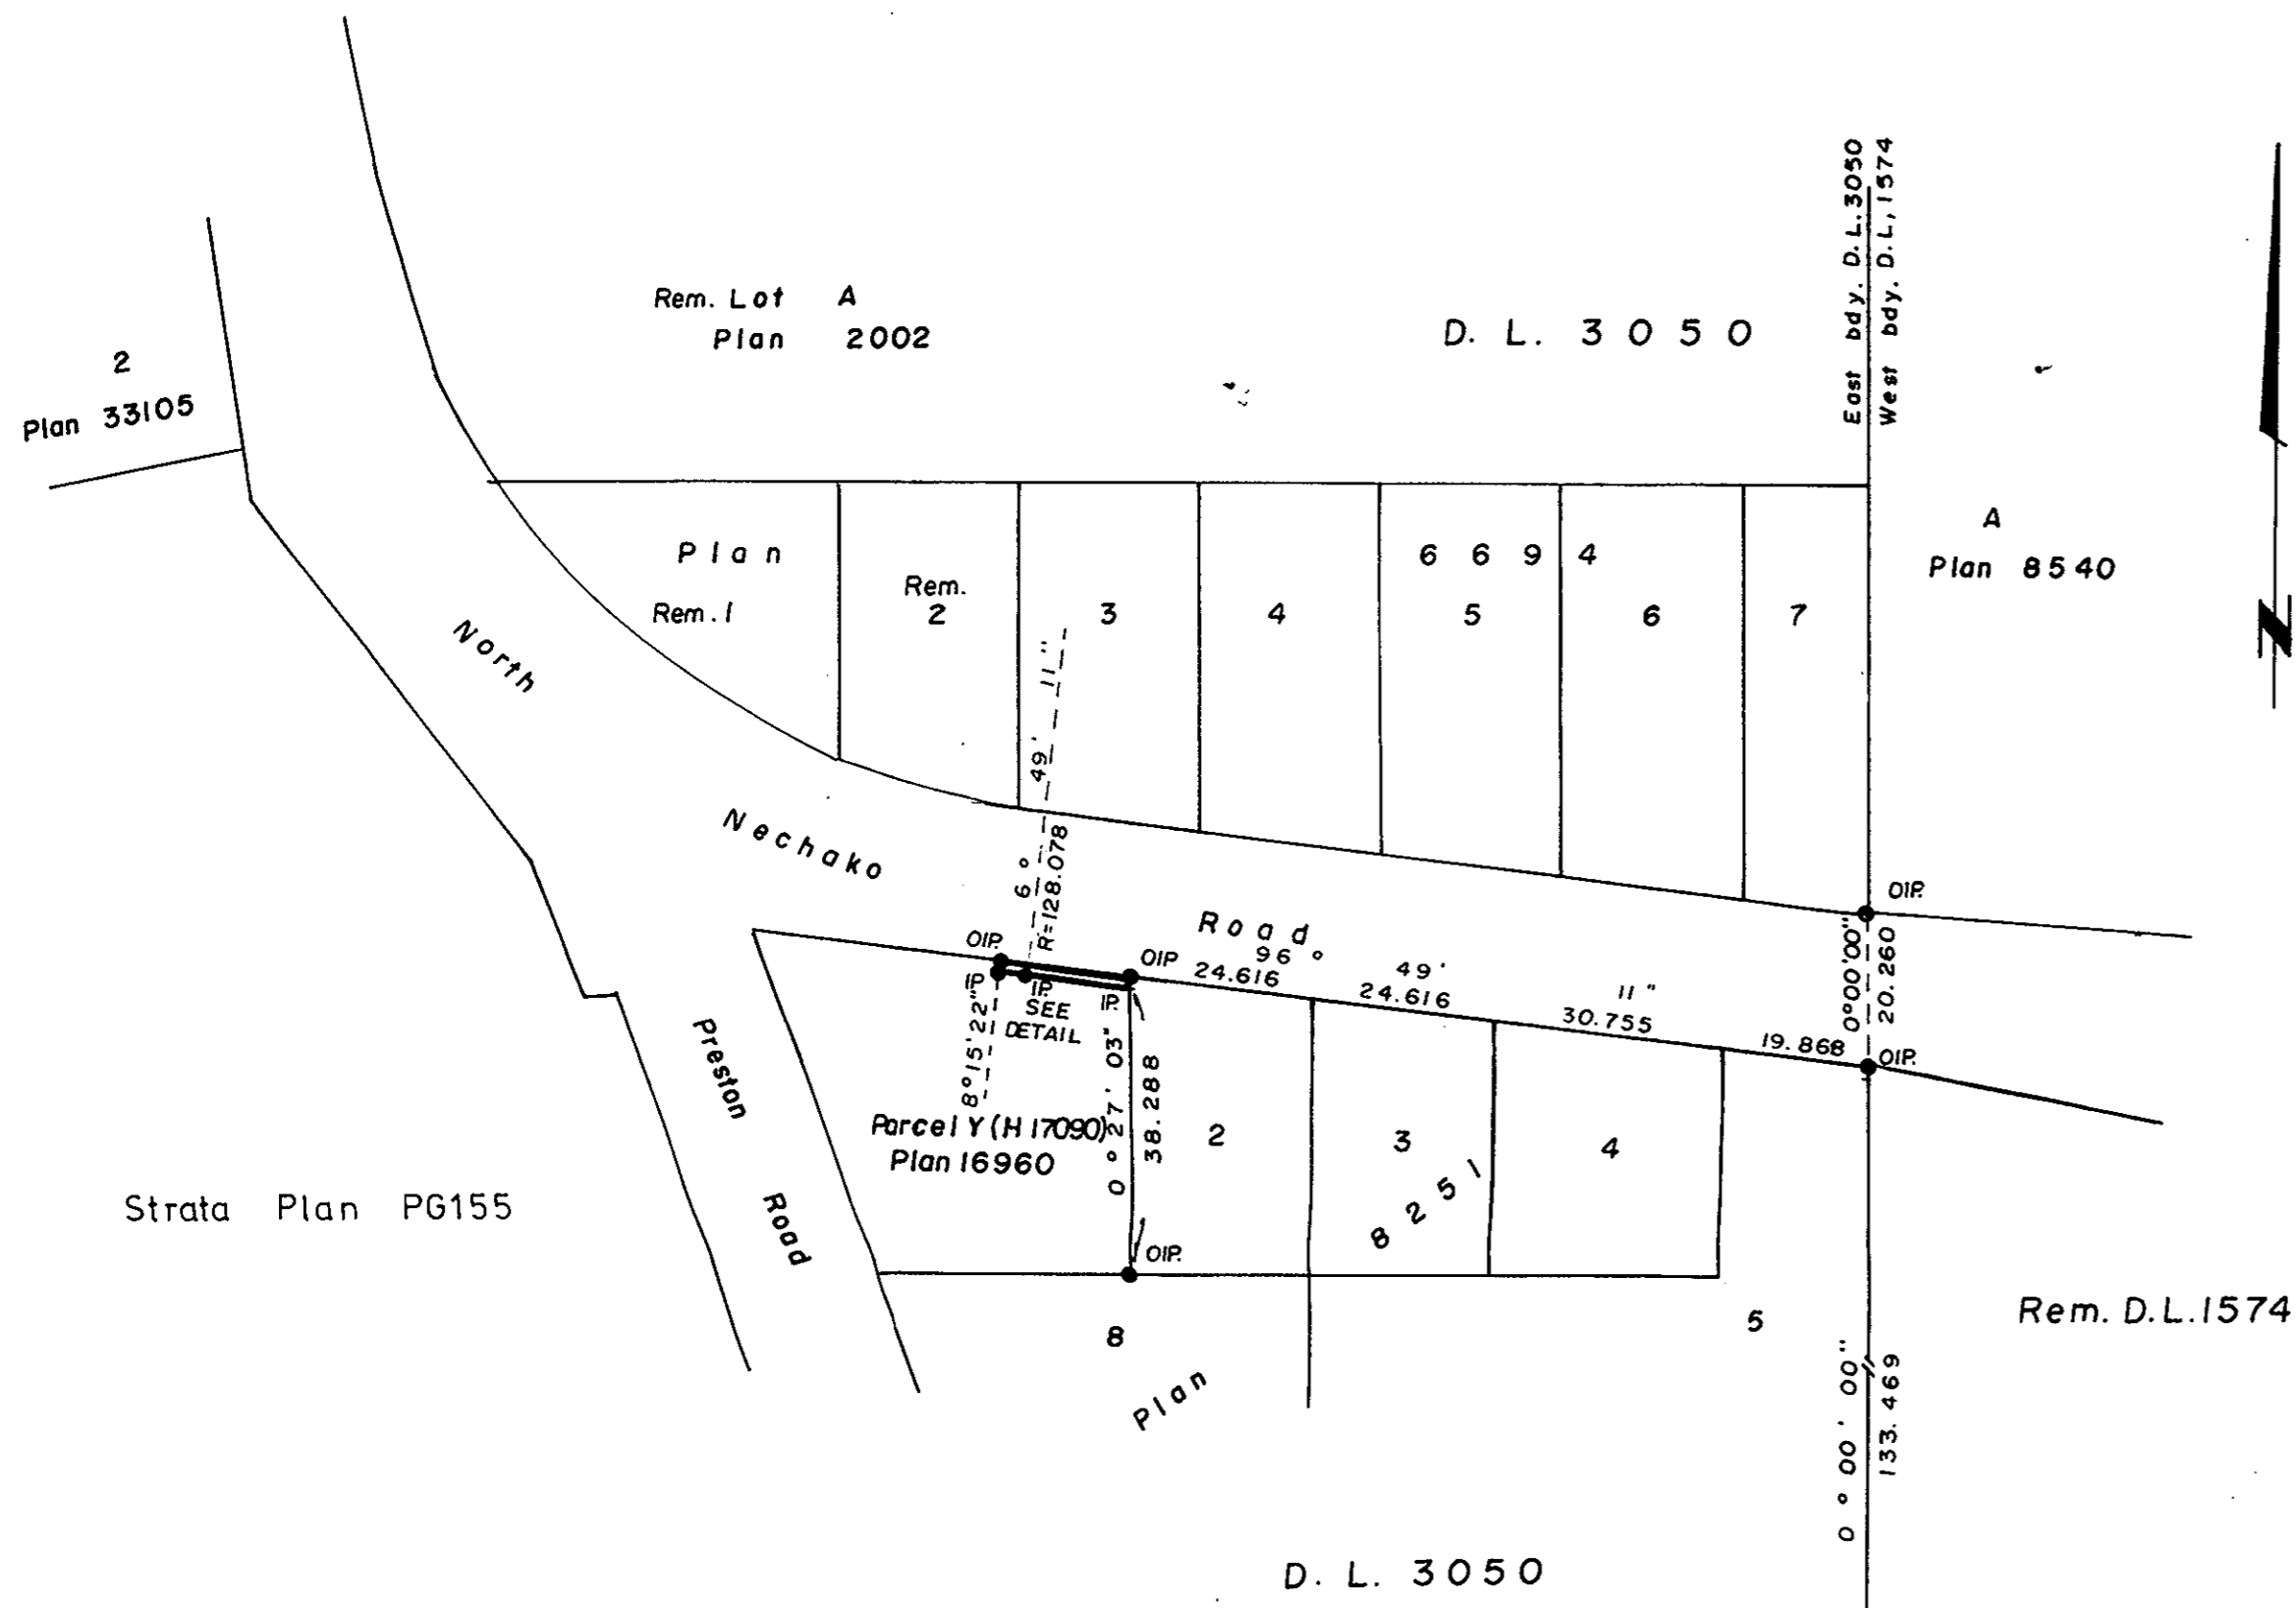 East bdy. D.L. 3050
West bdy. D.L. 1574
Rem. Lot A
Plan 2002
D. L. 3050
2
Plan 33105
A
Plan 8540
Plan 6694
Rem. 1
Rem.
2
3
4
5
6
7
N
North
Nechako
Road
6° 49' 11"
R=128.078
OIP.
OIP
OIP.
IP.
IP.
IP.
SEE
DETAIL
96° 49' 11"
24.616
24.616
30.755
19.868
0°00'00"
20.260
OIP.
8°15'22"
0°27'03"
38.288
Parcel Y (H 17090)
Plan 16960
2
3
4
8251
Preston
Road
Strata Plan PG155
OIP.
8
5
Plan
Rem. D.L. 1574
0°00'00"
133.469
D. L. 3050